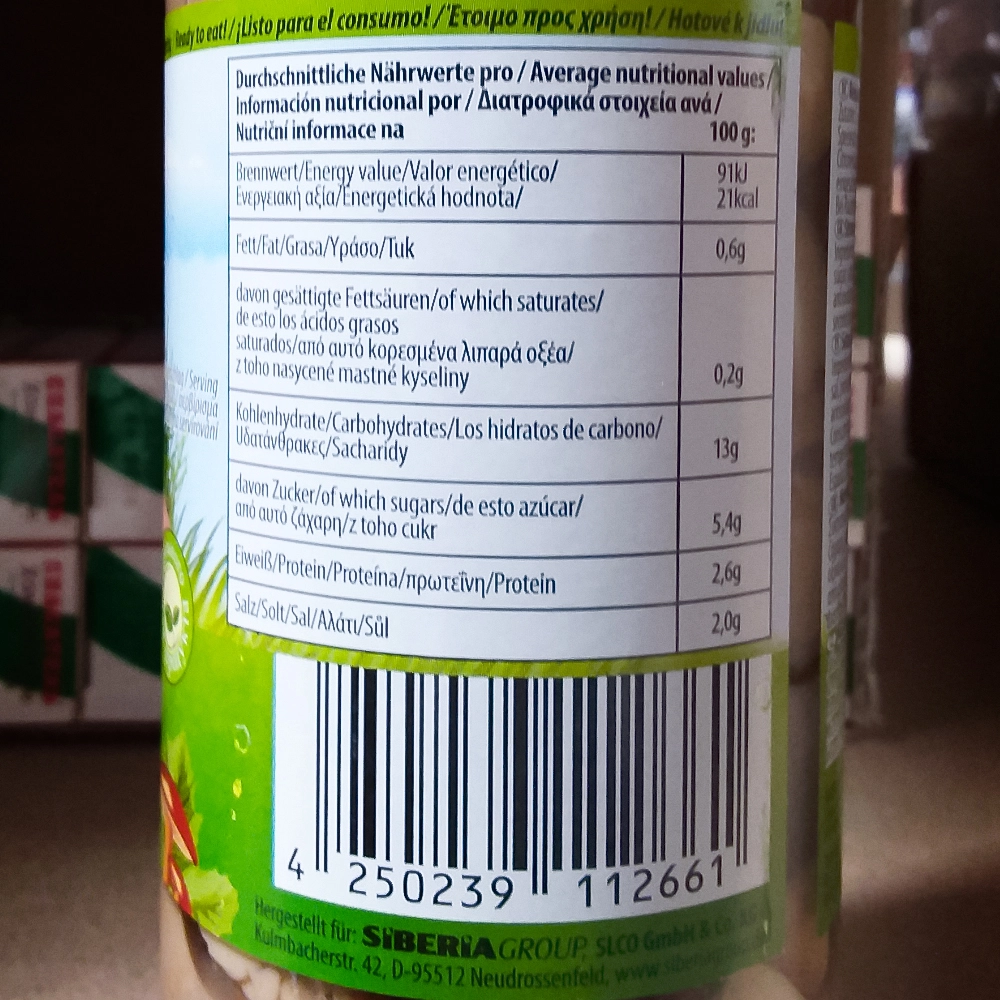 Ready to eat! / ¡Listo para el consumo! / Έτοιμο προς χρήση! / Hotové k jídlu!
Durchschnittliche Nährwerte pro / Average nutritional values /
Información nutricional por / Διατροφικά στοιχεία ανά /
Nutriční informace na 100 g:
Brennwert/Energy value/Valor energético/ 91kJ
Ενεργειακή αξία/Energetická hodnota/ 21kcal
Fett/Fat/Grasa/Υράσο/Tuk 0,6g
davon gesättigte Fettsäuren/of which saturates/
de esto los ácidos grasos
saturados/από αυτό κορεσμένα λιπαρά οξέα/
z toho nasycené mastné kyseliny 0,2g
Kohlenhydrate/Carbohydrates/Los hidratos de carbono/
Υδατάνθρακες/Sacharidy 13g
davon Zucker/of which sugars/de esto azúcar/
από αυτό ζάχαρη/z toho cukr 5,4g
Eiweiß/Protein/Proteína/πρωτεΐνη/Protein 2,6g
Salz/Solt/Sal/Αλάτι/Sůl 2,0g
/ Serving
servírování
4 250239 112661
Hergestellt für: SIBERIA GROUP, SLCO GmbH & Co.
Kulmbacherstr. 42, D-95512 Neudrossenfeld,